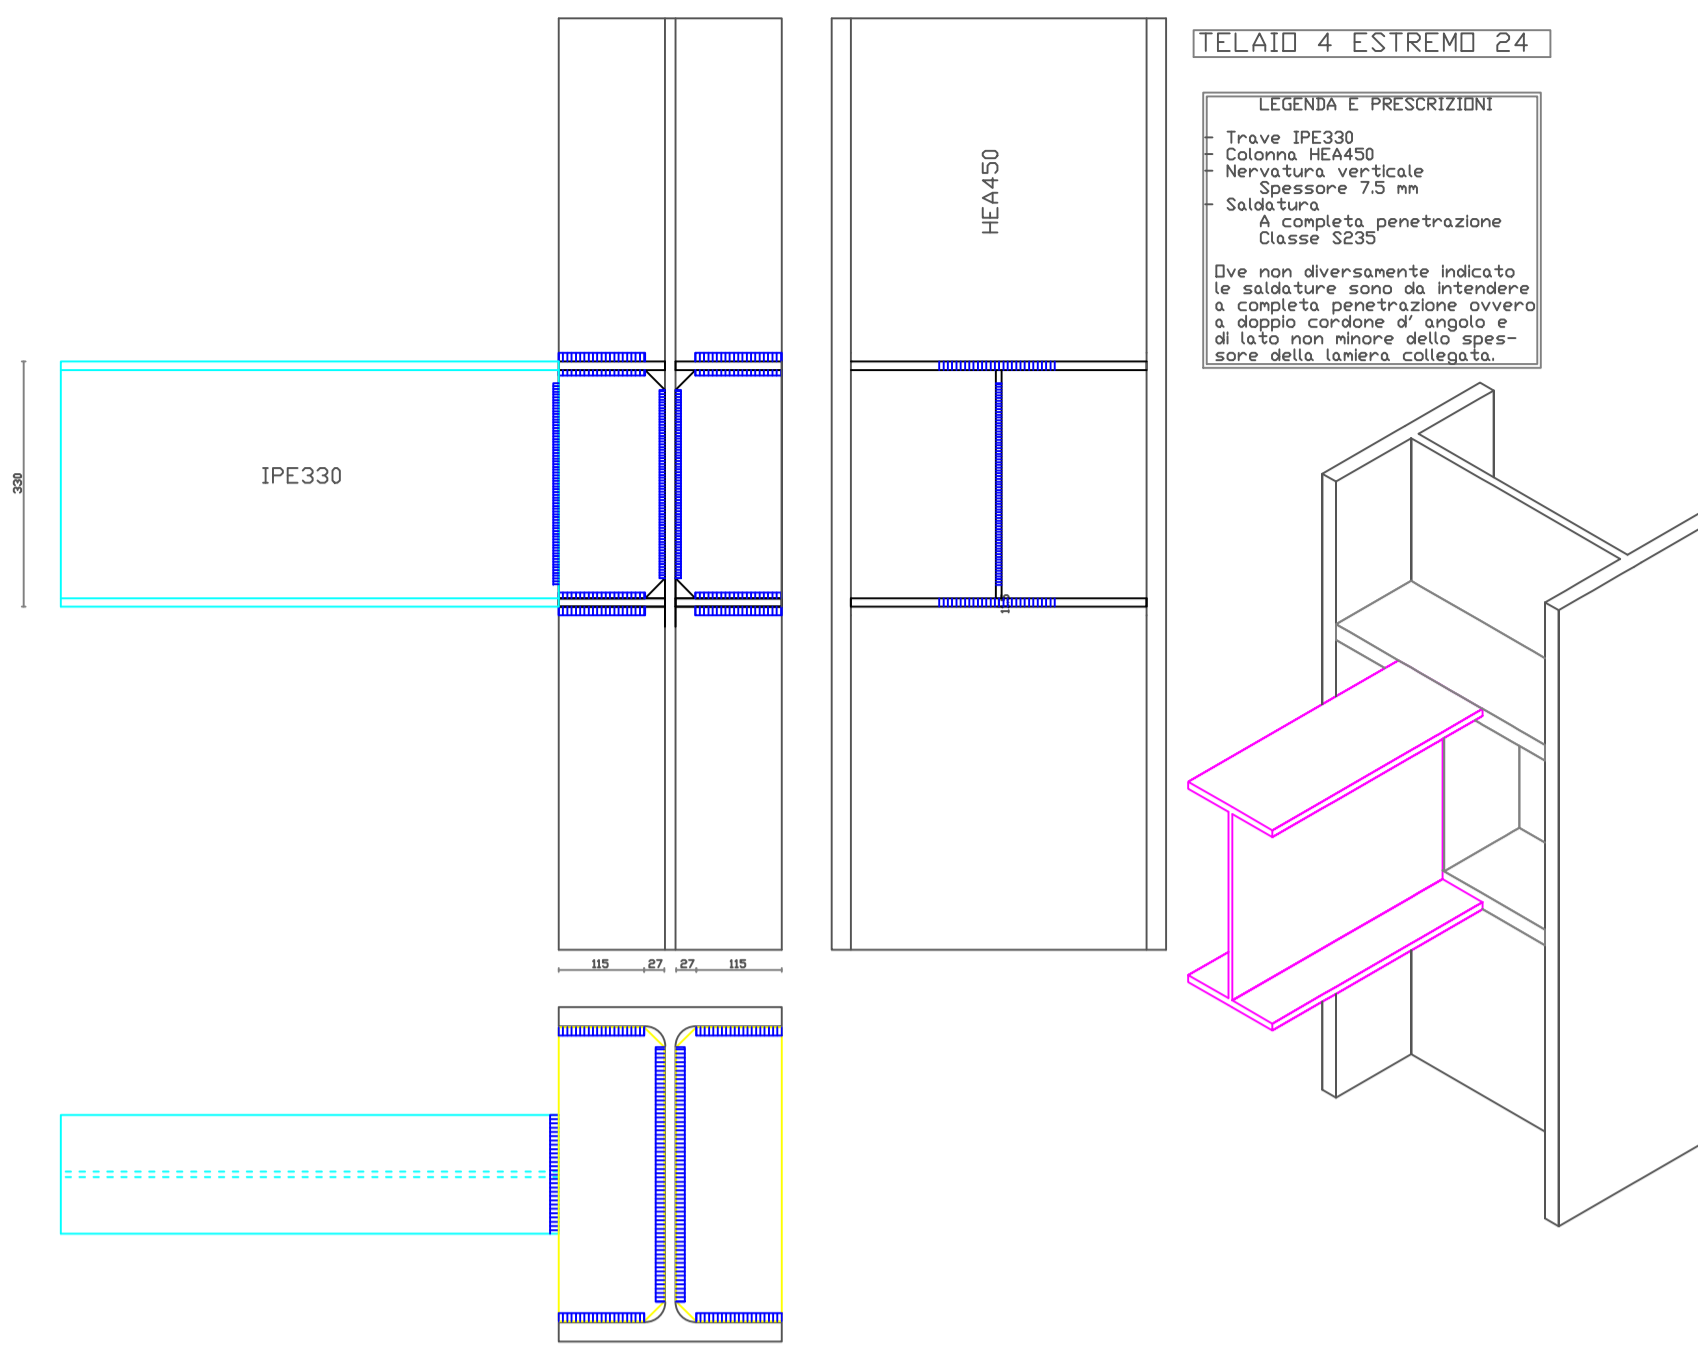 TELAIO 4 ESTREMO 24
LEGENDA E PRESCRIZIONI
- Trave IPE330
- Colonna HEA450
- Nervatura verticale
Spessore 7.5 mm
- Saldatura
A completa penetrazione
Classe S235
Ove non diversamente indicato
le saldature sono da intendere
a completa penetrazione ovvero
a doppio cordone d' angolo e
di lato non minore dello spes-
sore della lamiera collegata.
HEA450
IPE330
330
115 27 27 115